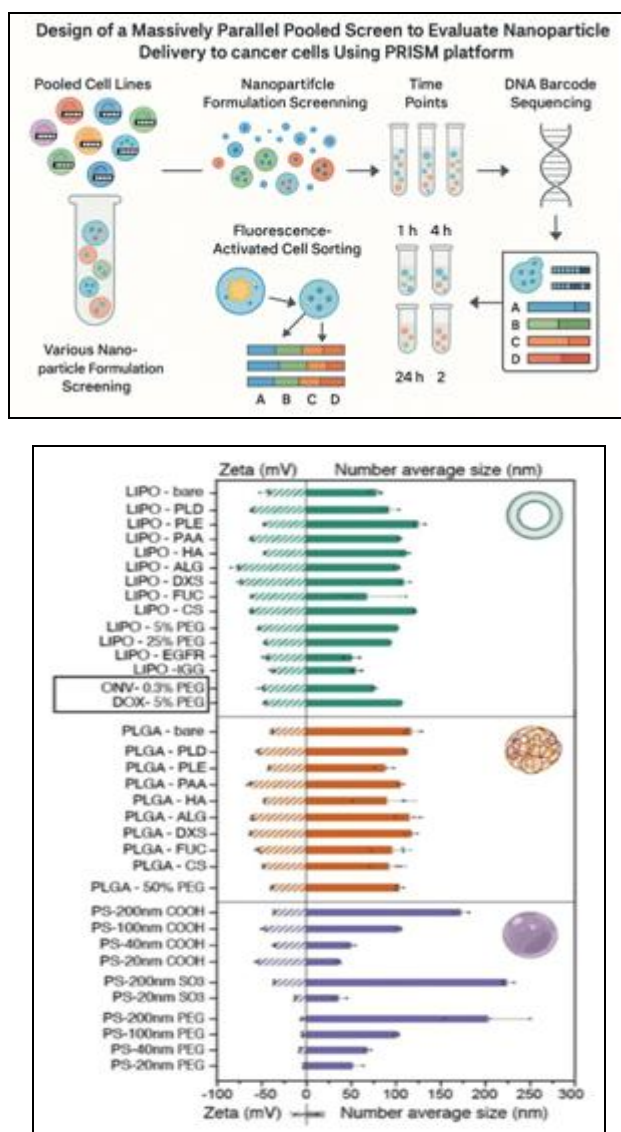 Design of a Massively Parallel Pooled Screen to Evaluate Nanoparticle
Delivery to cancer cells Using PRISM platform
Pooled Cell Lines
Nanopartifcle
Formulation Screenning
Time
Points
DNA Barcode
Sequencing
Various Nano-
particle Formulation
Screening
Fluorescence-
Activated Cell Sorting
A B C D
1 h 4 h
24 h 2
A
B
C
D
Zeta (mV) Number average size (nm)
LIPO - bare
LIPO - PLD
LIPO - PLE
LIPO - PAA
LIPO - HA
LIPO - ALG
LIPO - DXS
LIPO - FUC
LIPO - CS
LIPO - 5% PEG
LIPO - 25% PEG
LIPO - EGFR
LIPO -IGG
ONV- 0.3% PEG
DOX- 5% PEG
PLGA - bare
PLGA - PLD
PLGA - PLE
PLGA - PAA
PLGA - HA
PLGA - ALG
PLGA - DXS
PLGA - FUC
PLGA - CS
PLGA - 50% PEG
PS-200nm COOH
PS-100nm COOH
PS-40nm COOH
PS-20nm COOH
PS-200nm SO3
PS-20nm SO3
PS-200nm PEG
PS-100nm PEG
PS-40nm PEG
PS-20nm PEG
-100 -50 0 50 100 150 200 250 300
Zeta (mV) Number average size (nm)